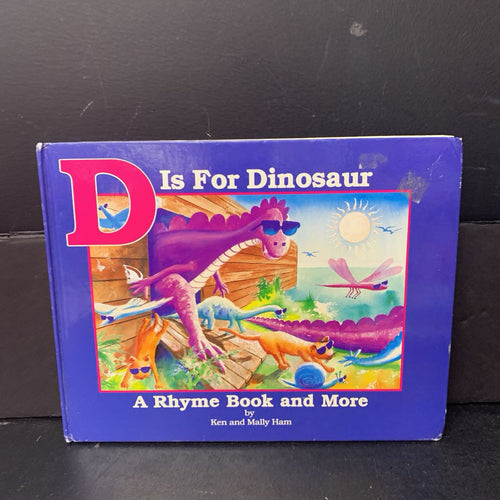 D Is For Dinosaur
A Rhyme Book and More
by
Ken and Mally Ham